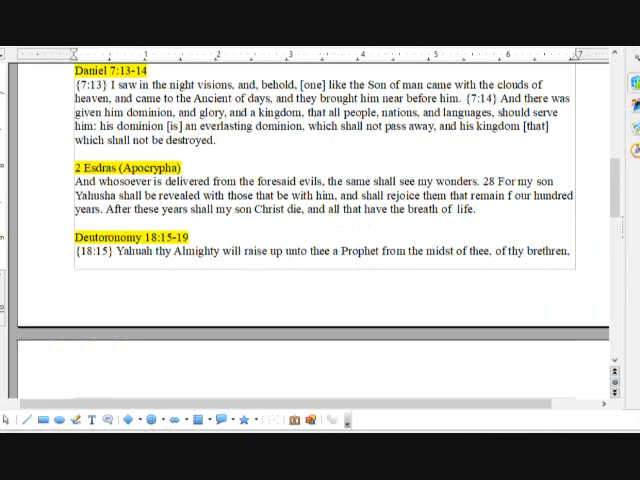 1 2 3 4 5 6 7
Daniel 7:13-14
{7:13} I saw in the night visions, and, behold, [one] like the Son of man came with the clouds of
heaven, and came to the Ancient of days, and they brought him near before him. {7:14} And there was
given him dominion, and glory, and a kingdom, that all people, nations, and languages, should serve
him: his dominion [is] an everlasting dominion, which shall not pass away, and his kingdom [that]
which shall not be destroyed.
2 Esdras (Apocrypha)
And whosoever is delivered from the foresaid evils, the same shall see my wonders. 28 For my son
Yahusha shall be revealed with those that be with him, and shall rejoice them that remain f our hundred
years. After these years shall my son Christ die, and all that have the breath of life.
Deutoronomy 18:15-19
{18:15} Yahuah thy Almighty will raise up unto thee a Prophet from the midst of thee, of thy brethren,